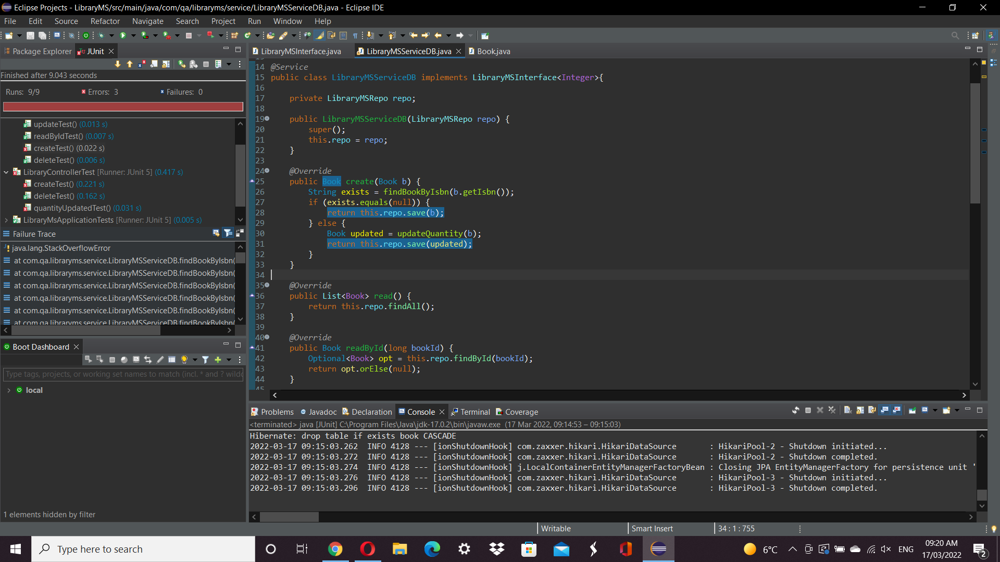 Eclipse Projects - LibraryMS/src/main/java/com/qa/libraryms/service/LibraryMSServiceDB.java - Eclipse IDE
File Edit Source Refactor Navigate Search Project Run Window Help
Package Explorer JUnit
Finished after 9.043 seconds
Runs: 9/9 Errors: 3 Failures: 0
updateTest() (0.013 s)
readByIdTest() (0.007 s)
createTest() (0.022 s)
deleteTest() (0.006 s)
LibraryControllerTest [Runner: JUnit 5] (0.417 s)
createTest() (0.221 s)
deleteTest() (0.162 s)
quantityUpdatedTest() (0.031 s)
LibraryMsApplicationTests [Runner: JUnit 5] (0.005 s)
Failure Trace
java.lang.StackOverflowError
at com.qa.libraryms.service.LibraryMSServiceDB.findBookByIsbn(
at com.qa.libraryms.service.LibraryMSServiceDB.findBookByIsbn(
at com.qa.libraryms.service.LibraryMSServiceDB.findBookByIsbn(
at com.qa.libraryms.service.LibraryMSServiceDB.findBookByIsbn(
at com.qa.libraryms.service.LibraryMSServiceDB.findBookByIsbn(
at com.qa.libraryms.service.LibraryMSServiceDB.findBookByIsbn(
Boot Dashboard
Type tags, projects, or working set names to match (incl. * and ? wildc
local
1 elements hidden by filter
LibraryMSInterface.java LibraryMSServiceDB.java Book.java
14 @Service
15 public class LibraryMSServiceDB implements LibraryMSInterface<Integer>{
16
17 private LibraryMSRepo repo;
18
19 public LibraryMSServiceDB(LibraryMSRepo repo) {
20 super();
21 this.repo = repo;
22 }
23
24 @Override
25 public Book create(Book b) {
26 String exists = findBookByIsbn(b.getIsbn());
27 if (exists.equals(null)) {
28 return this.repo.save(b);
29 } else {
30 Book updated = updateQuantity(b);
31 return this.repo.save(updated);
32 }
33 }
34
35 @Override
36 public List<Book> read() {
37 return this.repo.findAll();
38 }
39
40 @Override
41 public Book readById(long bookId) {
42 Optional<Book> opt = this.repo.findById(bookId);
43 return opt.orElse(null);
44 }
45
Problems Javadoc Declaration Console Terminal Coverage
<terminated> java [JUnit] C:\Program Files\Java\jdk-17.0.2\bin\javaw.exe (17 Mar 2022, 09:14:53 – 09:15:03)
Hibernate: drop table if exists book CASCADE
2022-03-17 09:15:03.262 INFO 4128 --- [ionShutdownHook] com.zaxxer.hikari.HikariDataSource : HikariPool-2 - Shutdown initiated...
2022-03-17 09:15:03.272 INFO 4128 --- [ionShutdownHook] com.zaxxer.hikari.HikariDataSource : HikariPool-2 - Shutdown completed.
2022-03-17 09:15:03.274 INFO 4128 --- [ionShutdownHook] j.LocalContainerEntityManagerFactoryBean : Closing JPA EntityManagerFactory for persistence unit '
2022-03-17 09:15:03.276 INFO 4128 --- [ionShutdownHook] com.zaxxer.hikari.HikariDataSource : HikariPool-3 - Shutdown initiated...
2022-03-17 09:15:03.296 INFO 4128 --- [ionShutdownHook] com.zaxxer.hikari.HikariDataSource : HikariPool-3 - Shutdown completed.
Writable Smart Insert 34 : 1 : 755
Type here to search
6°C ENG 09:20 AM
17/03/2022
2